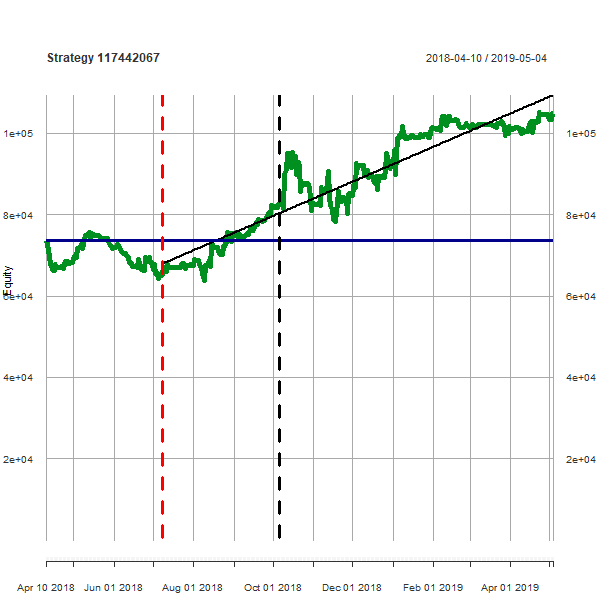 Strategy 117442067
2018-04-10 / 2019-05-04
1e+05
1e+05
8e+04
8e+04
Equity
6e+04
6e+04
4e+04
4e+04
2e+04
2e+04
Apr 10 2018
Jun 01 2018
Aug 01 2018
Oct 01 2018
Dec 01 2018
Feb 01 2019
Apr 01 2019